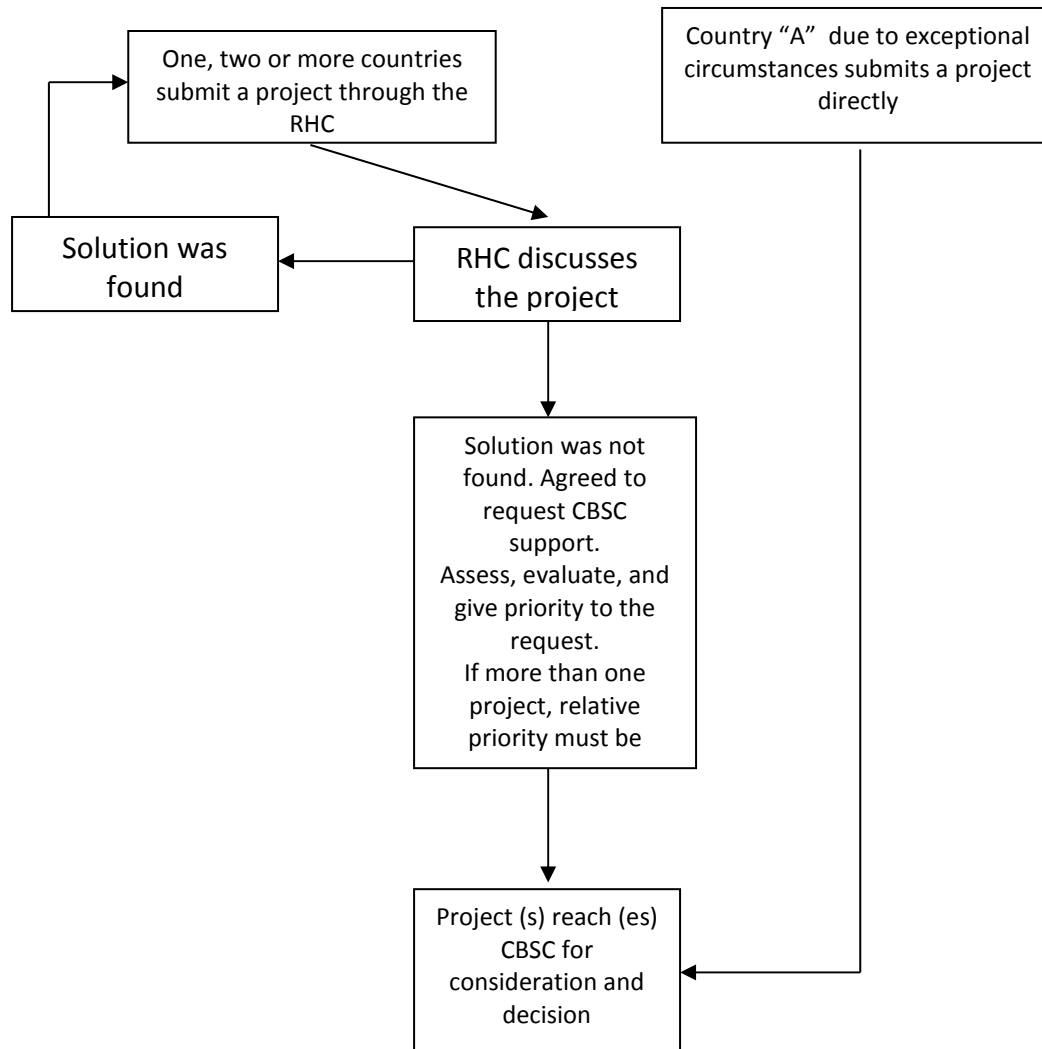 One, two or more countries
submit a project through the
RHC
Country “A”  due to exceptional
circumstances submits a project
directly
Solution was
found
RHC discusses
the project
Solution was not
found. Agreed to
request CBSC
support.
Assess, evaluate, and
give priority to the
request.
If more than one
project, relative
priority must be
Project (s) reach (es)
CBSC for
consideration and
decision